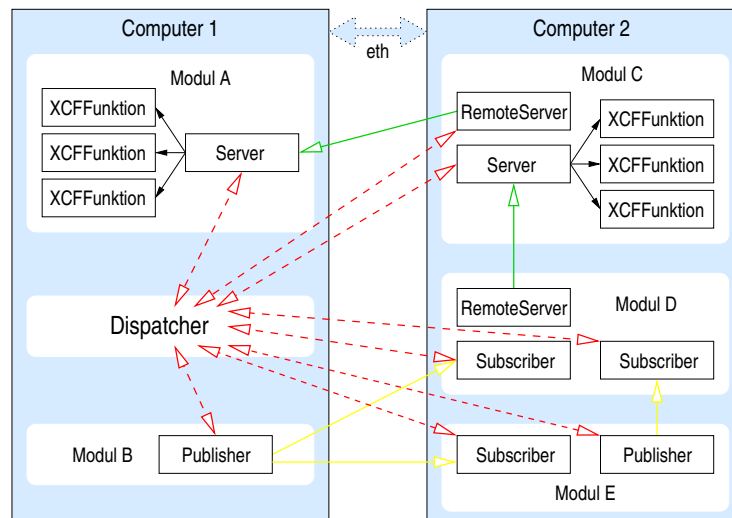 Computer 1
eth
Computer 2
Modul A
XCFFunktion
XCFFunktion
XCFFunktion
Server
Modul C
RemoteServer
Server
XCFFunktion
XCFFunktion
XCFFunktion
Dispatcher
RemoteServer
Modul D
Subscriber
Subscriber
Modul B
Publisher
Subscriber
Publisher
Modul E